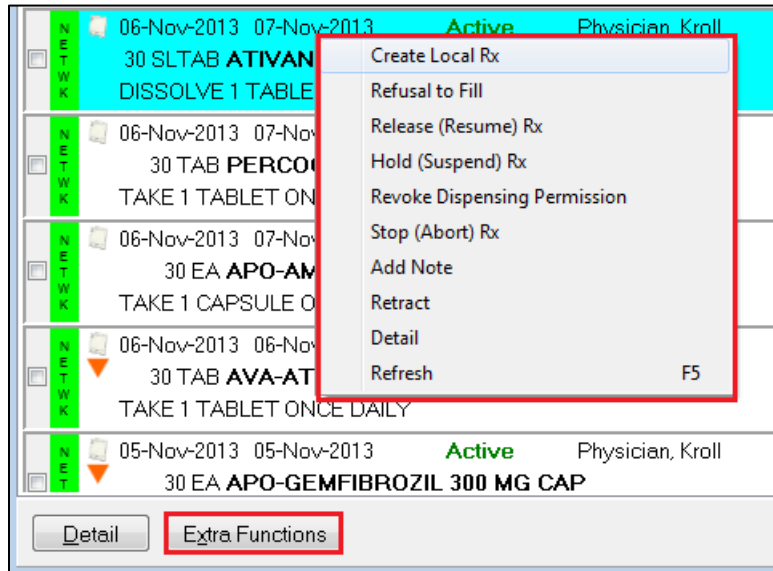 NETWK 06-Nov-2013 07-Nov-2013 Active Physician, Kroll
30 SLTAB ATIVAN
DISSOLVE 1 TABLE
Create Local Rx
Refusal to Fill
Release (Resume) Rx
Hold (Suspend) Rx
Revoke Dispensing Permission
Stop (Abort) Rx
Add Note
Retract
Detail
Refresh F5
NETWK 06-Nov-2013 07-No
30 TAB
TAKE 1 TABLET ON
NETWK 06-Nov-2013 07-No
30 EA APO-AM
TAKE 1 CAPSULE O
NETWK 06-Nov-2013 06-No
30 TAB AVA-AT
TAKE 1 TABLET ONCE DAILY
NET 05-Nov-2013 05-Nov-2013 Active Physician, Kroll
30 EA APO-GEMFIBROZIL 300 MG CAP
Detail Extra Functions